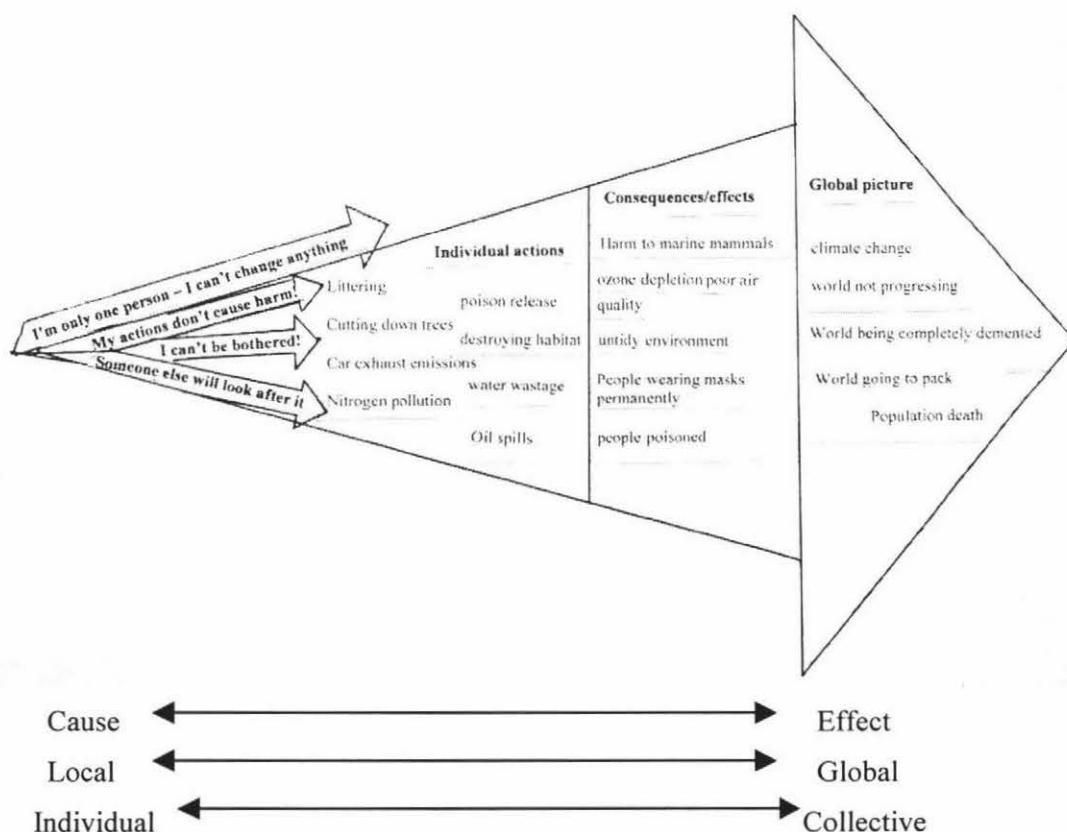 I'm only one person – I can't change anything
My actions don't cause harm!
I can't be bothered!
Someone else will look after it
Individual actions
Littering
poison release
Cutting down trees
destroying habitat
Car exhaust emissions
water wastage
Nitrogen pollution
Oil spills
Consequences/effects
Harm to marine mammals
ozone depletion poor air
quality
untidy environment
People wearing masks
permanently
people poisoned
Global picture
climate change
world not progressing
World being completely demented
World going to pack
Population death
Cause Effect
Local Global
Individual Collective